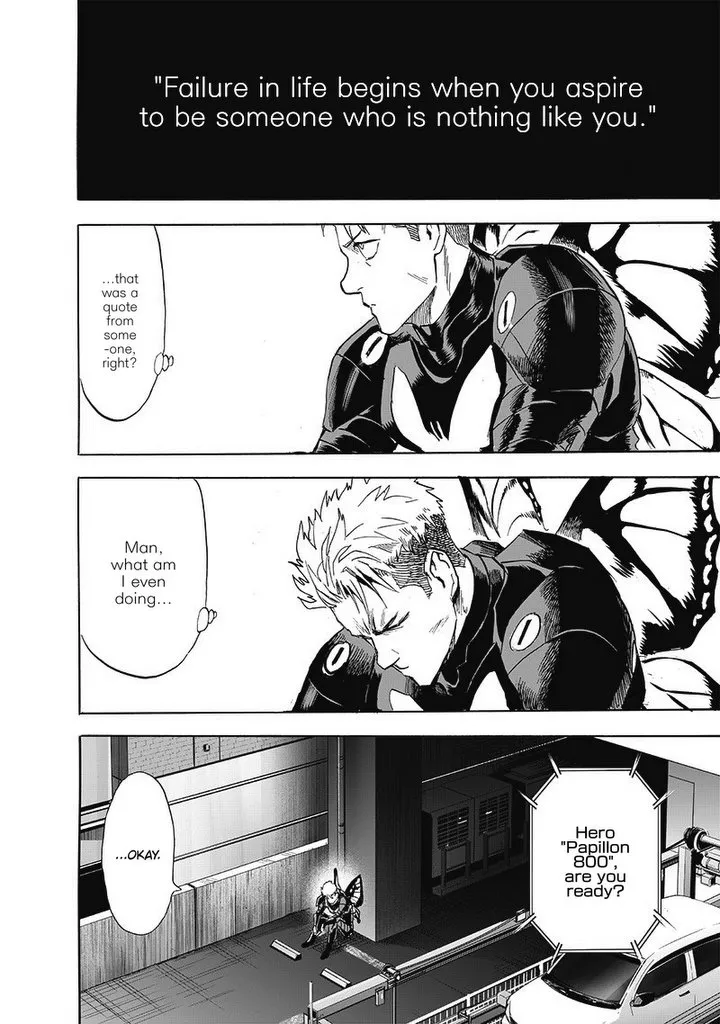 "Failure in life begins when you aspire
to be someone who is nothing like you."
...that
was a
quote
from
some
-one,
right?
Man,
what am
I even
doing...
Hero
"Papillon
800",
are you
ready?
...OKAY.